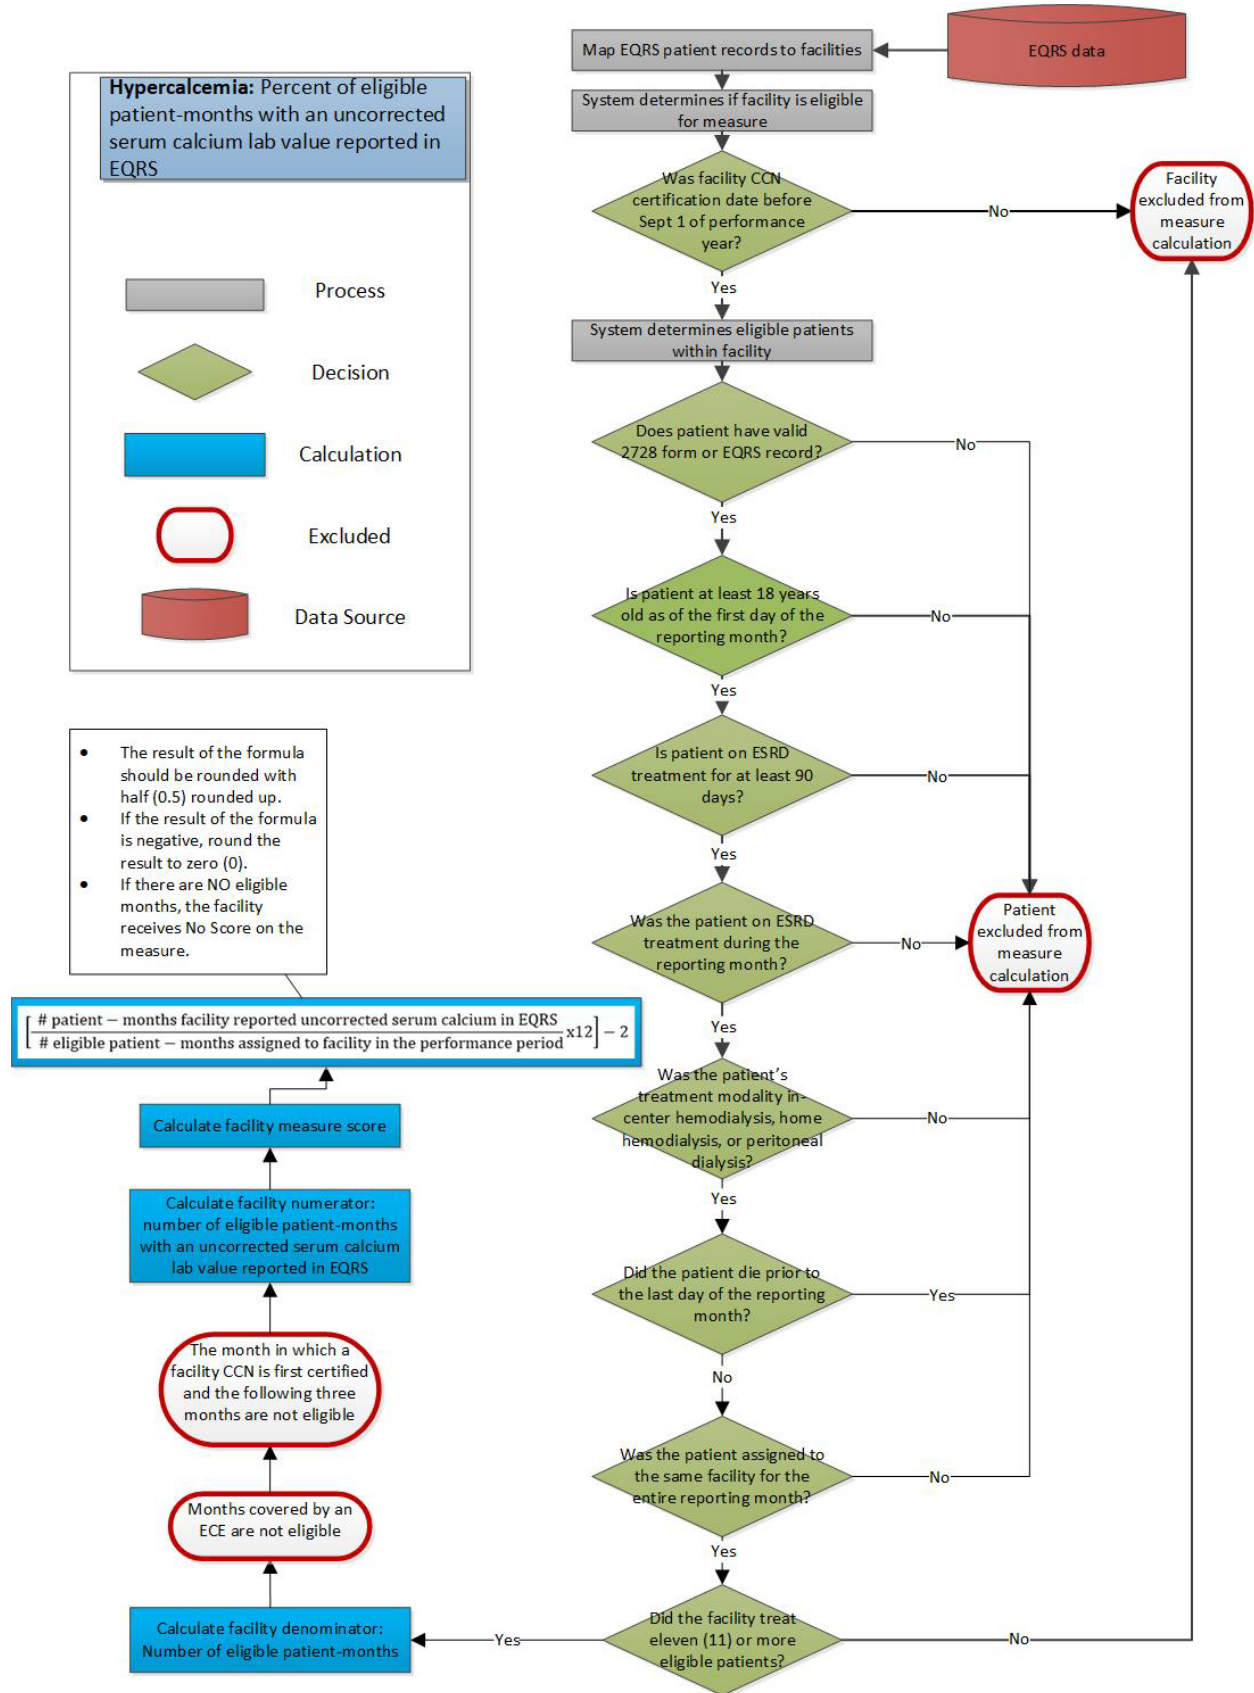 Map EQRS patient records to facilities
EQRS data
System determines if facility is eligible
for measure
Hypercalcemia: Percent of eligible
patient-months with an uncorrected
serum calcium lab value reported in
EQRS
Was facility CCN
certification date before
Sept 1 of performance
year?
No
Facility
excluded from
measure
calculation
Yes
Process
Decision
Calculation
Excluded
Data Source
System determines eligible patients
within facility
Does patient have valid
2728 form or EQRS record?
No
Yes
Is patient at least 18 years
old as of the first day of the
reporting month?
No
Yes
Is patient on ESRD
treatment for at least 90
days?
No
Yes
Was the patient on ESRD
treatment during the
reporting month?
No
Patient
excluded from
measure
calculation
Yes
Was the patient's
treatment modality in-
center hemodialysis, home
hemodialysis, or peritoneal
dialysis?
No
Yes
Did the patient die prior to
the last day of the reporting
month?
Yes
No
Was the patient assigned to
the same facility for the
entire reporting month?
No
Yes
Did the facility treat
eleven (11) or more
eligible patients?
No
Yes
Calculate facility denominator:
Number of eligible patient-months
Months covered by an
ECE are not eligible
The month in which a
facility CCN is first certified
and the following three
months are not eligible
Calculate facility numerator:
number of eligible patient-months
with an uncorrected serum calcium
lab value reported in EQRS
Calculate facility measure score
[# patient − months facility reported uncorrected serum calcium in EQRS
# eligible patient − months assigned to facility in the performance period x12] − 2
• The result of the formula
should be rounded with
half (0.5) rounded up.
• If the result of the formula
is negative, round the
result to zero (0).
• If there are NO eligible
months, the facility
receives No Score on the
measure.